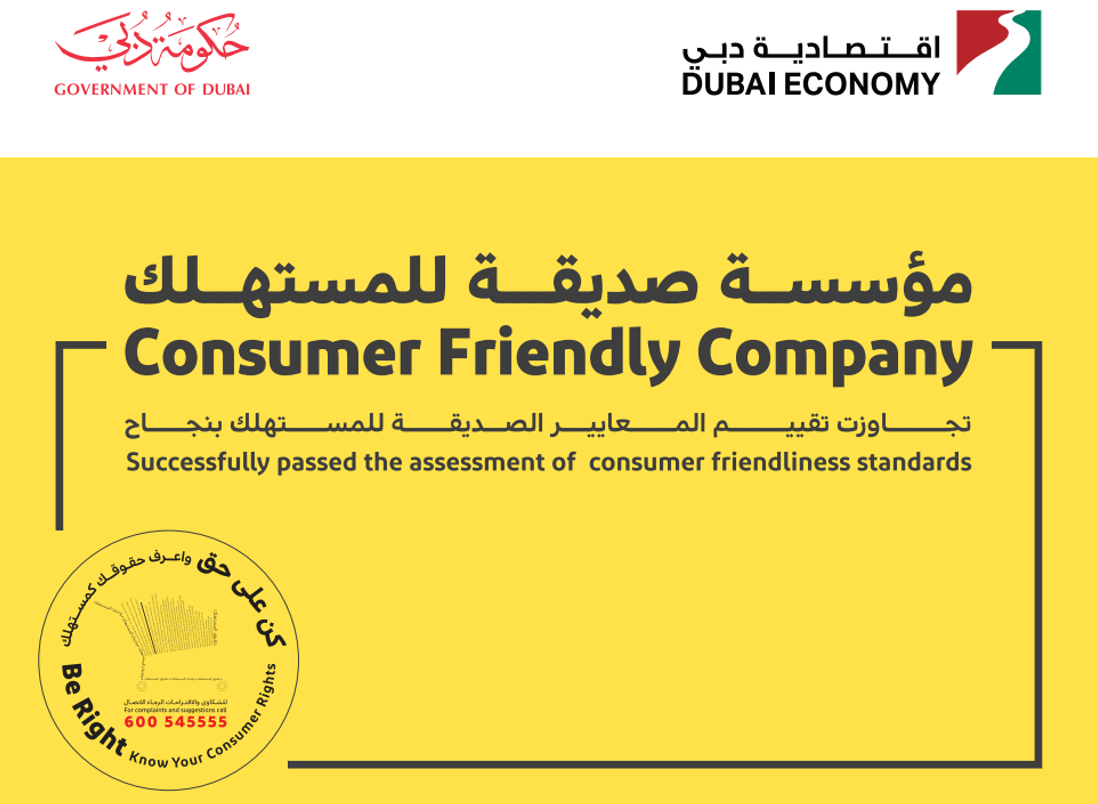 حكومة دبي
GOVERNMENT OF DUBAI
اقتصادية دبي
DUBAI ECONOMY
مؤسسة صديقة للمستهلك
Consumer Friendly Company
تجاوزت تقييم المعايير الصديقة للمستهلك بنجاح
Successfully passed the assessment of consumer friendliness standards
كن على حق واعرف حقوقك كمستهلك
للشكاوى والاقتراحات الرجاء الاتصال
For complaints and suggestions call
600 545555
Be Right Know Your Consumer Rights